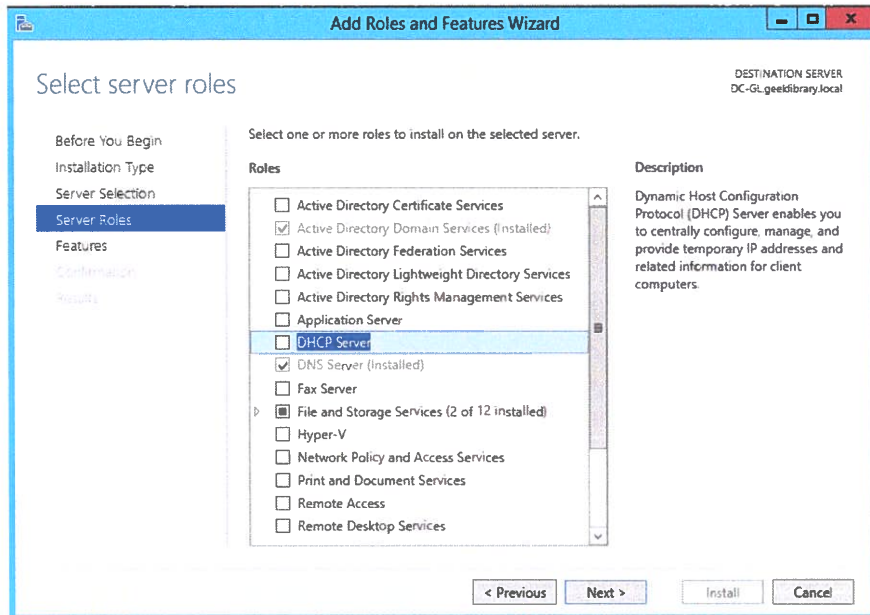 Add Roles and Features Wizard
Select server roles
DESTINATION SERVER
DC-GL.geeklibrary.local
Before You Begin
Installation Type
Server Selection
Server Roles
Features
Confirmation
Results
Select one or more roles to install on the selected server.
Roles
Active Directory Certificate Services
Active Directory Domain Services (Installed)
Active Directory Federation Services
Active Directory Lightweight Directory Services
Active Directory Rights Management Services
Application Server
DHCP Server
DNS Server (Installed)
Fax Server
File and Storage Services (2 of 12 installed)
Hyper-V
Network Policy and Access Services
Print and Document Services
Remote Access
Remote Desktop Services
Description
Dynamic Host Configuration
Protocol (DHCP) Server enables you
to centrally configure, manage, and
provide temporary IP addresses and
related information for client
computers.
< Previous
Next >
Install
Cancel